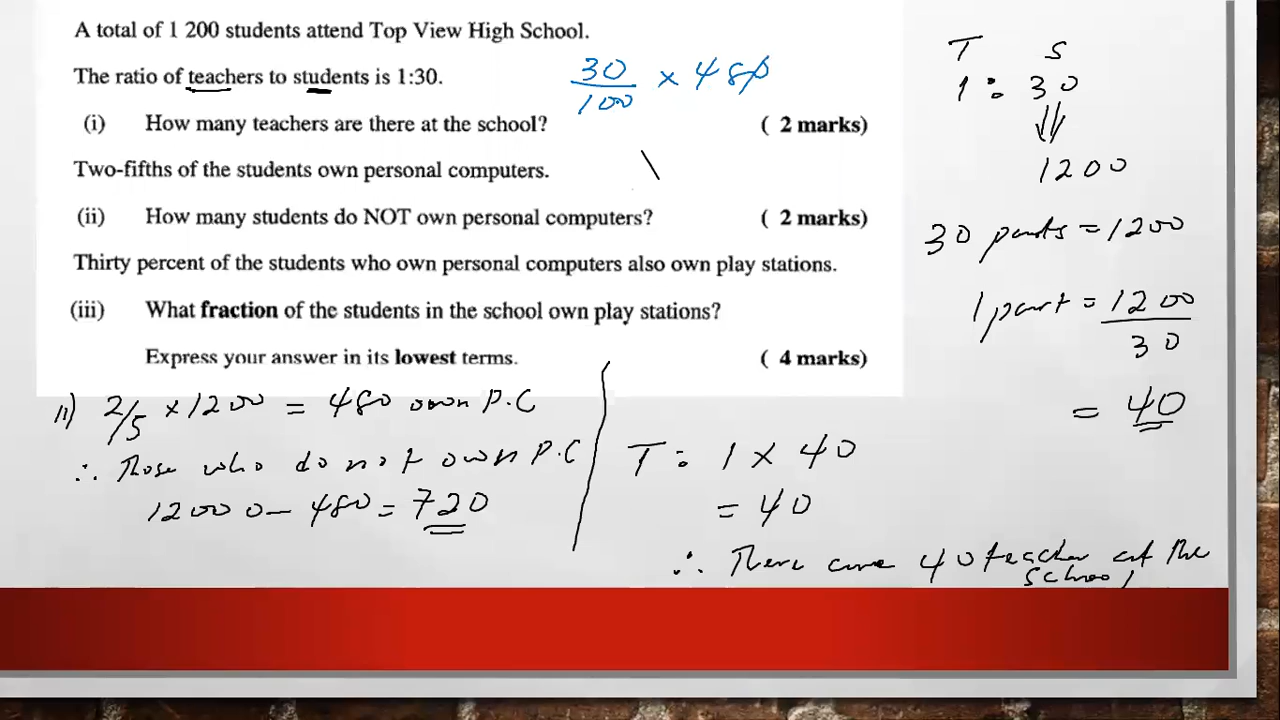 A total of 1 200 students attend Top View High School.
The ratio of teachers to students is 1:30.
30/100 × 480
(i) How many teachers are there at the school? ( 2 marks)
Two-fifths of the students own personal computers.
(ii) How many students do NOT own personal computers? ( 2 marks)
Thirty percent of the students who own personal computers also own play stations.
(iii) What fraction of the students in the school own play stations?
Express your answer in its lowest terms. ( 4 marks)
T S
1 : 30
1200
30 parts = 1200
1 part = 1200/30
= 40
11) 2/5 × 1200 = 480 own P.C
∴ Those who do not own P.C
12000 - 480 = 720
T : 1 × 40
= 40
∴ There are 40 teacher at the
school